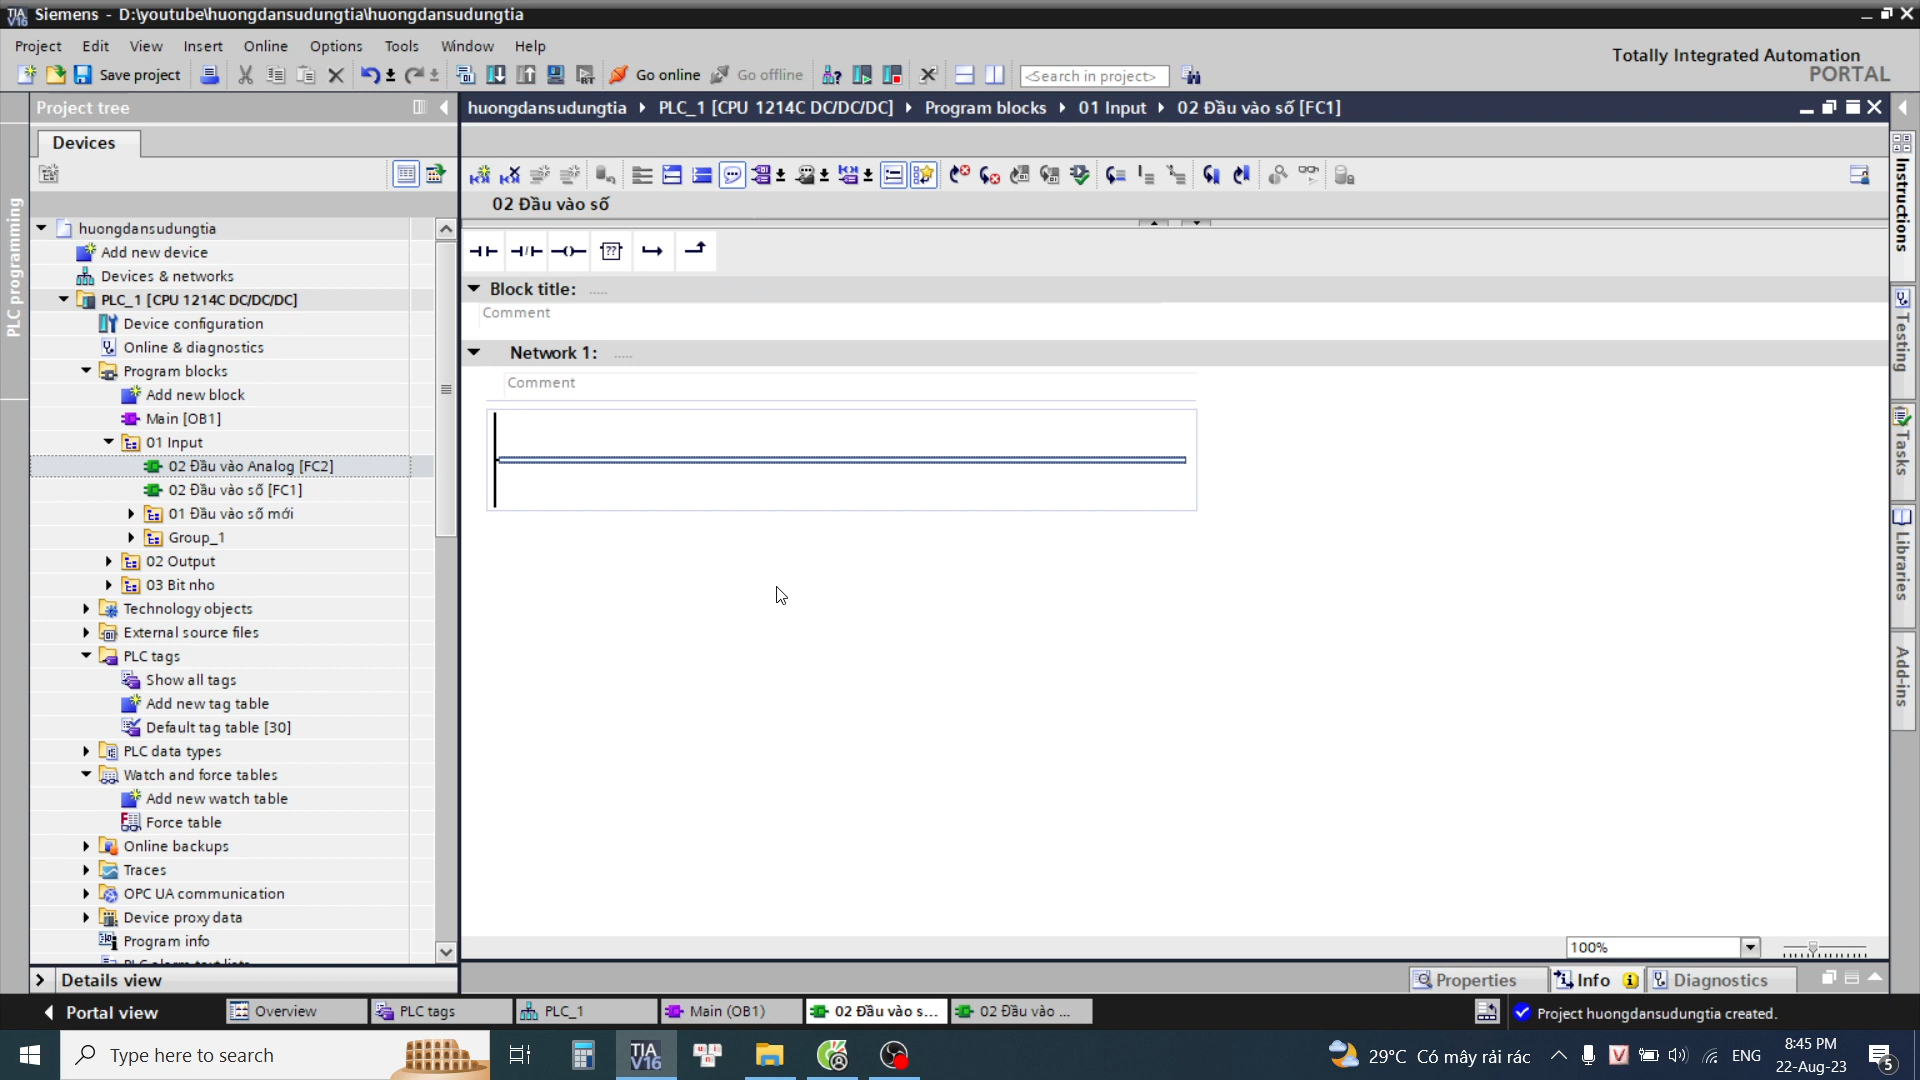 Siemens - D:\youtube\huongdansudungtia\huongdansudungtia
Project Edit View Insert Online Options Tools Window Help
Totally Integrated Automation
PORTAL
Save project
Go online
Go offline
<Search in project>
Project tree
huongdansudungtia PLC_1 [CPU 1214C DC/DC/DC] Program blocks 01 Input 02 Đầu vào số [FC1]
Devices
02 Đầu vào số
huongdansudungtia
Add new device
Devices & networks
PLC_1 [CPU 1214C DC/DC/DC]
Device configuration
Online & diagnostics
Program blocks
Add new block
Main [OB1]
01 Input
02 Đầu vào Analog [FC2]
02 Đầu vào số [FC1]
01 Đầu vào số mới
Group_1
02 Output
03 Bit nho
Technology objects
External source files
PLC tags
Show all tags
Add new tag table
Default tag table [30]
PLC data types
Watch and force tables
Add new watch table
Force table
Online backups
Traces
OPC UA communication
Device proxy data
Program info
Details view
PLC programming
??
Block title: .....
Comment
Network 1: .....
Comment
100%
Properties
Info
Diagnostics
Instructions
Testing
Tasks
Libraries
Add-ins
Portal view
Overview
PLC tags
PLC_1
Main (OB1)
02 Đầu vào s...
02 Đầu vào ...
Project huongdansudungtia created.
Type here to search
TIA
V16
29°C Có mây rải rác
ENG
8:45 PM
22-Aug-23
5